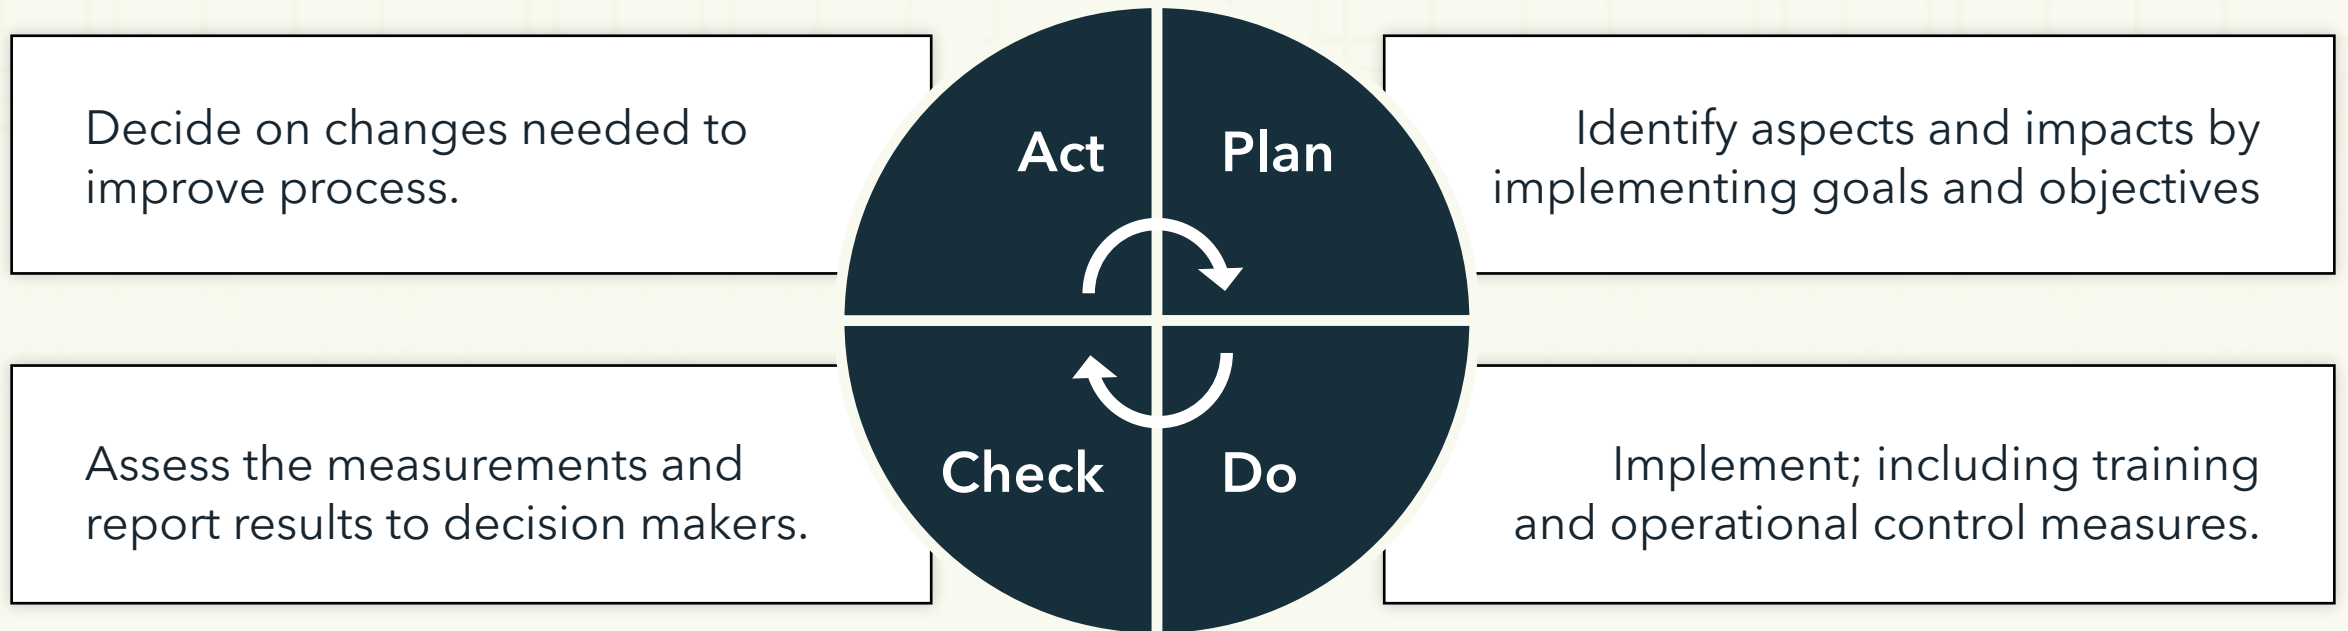 Decide on changes needed to
improve process.
Act
Plan
Identify aspects and impacts by
implementing goals and objectives
Assess the measurements and
report results to decision makers.
Check
Do
Implement; including training
and operational control measures.